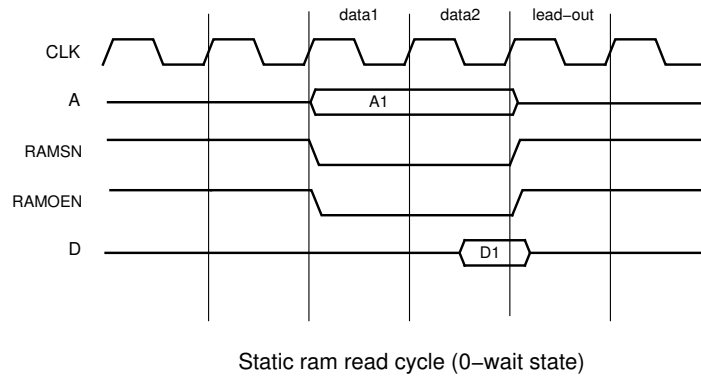 data1 data2 lead−out
CLK
A A1
RAMSN
RAMOEN
D D1
Static ram read cycle (0−wait state)